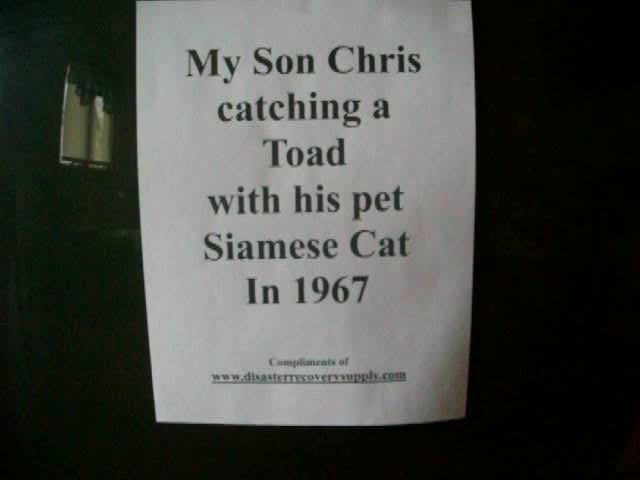 My Son Chris
catching a
Toad
with his pet
Siamese Cat
In 1967
Compliments of
www.disasterrecoverysupply.com